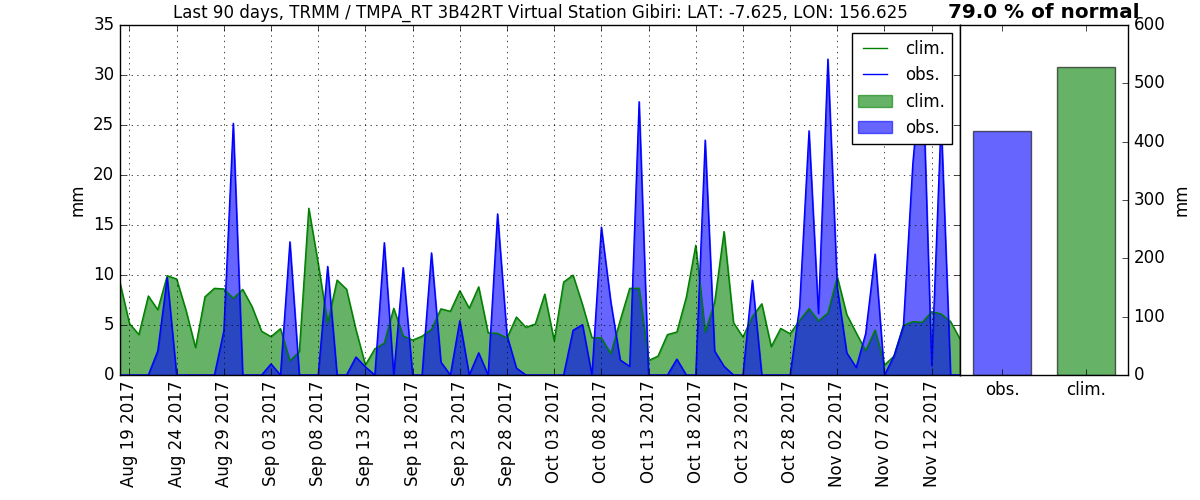 Last 90 days, TRMM / TMPA_RT 3B42RT Virtual Station Gibiri: LAT: -7.625, LON: 156.625
79.0 % of normal
35
30
25
20
15
10
5
0
mm
clim.
obs.
clim.
obs.
600
500
400
300
200
100
0
mm
obs.
clim.
Aug 19 2017
Aug 24 2017
Aug 29 2017
Sep 03 2017
Sep 08 2017
Sep 13 2017
Sep 18 2017
Sep 23 2017
Sep 28 2017
Oct 03 2017
Oct 08 2017
Oct 13 2017
Oct 18 2017
Oct 23 2017
Oct 28 2017
Nov 02 2017
Nov 07 2017
Nov 12 2017